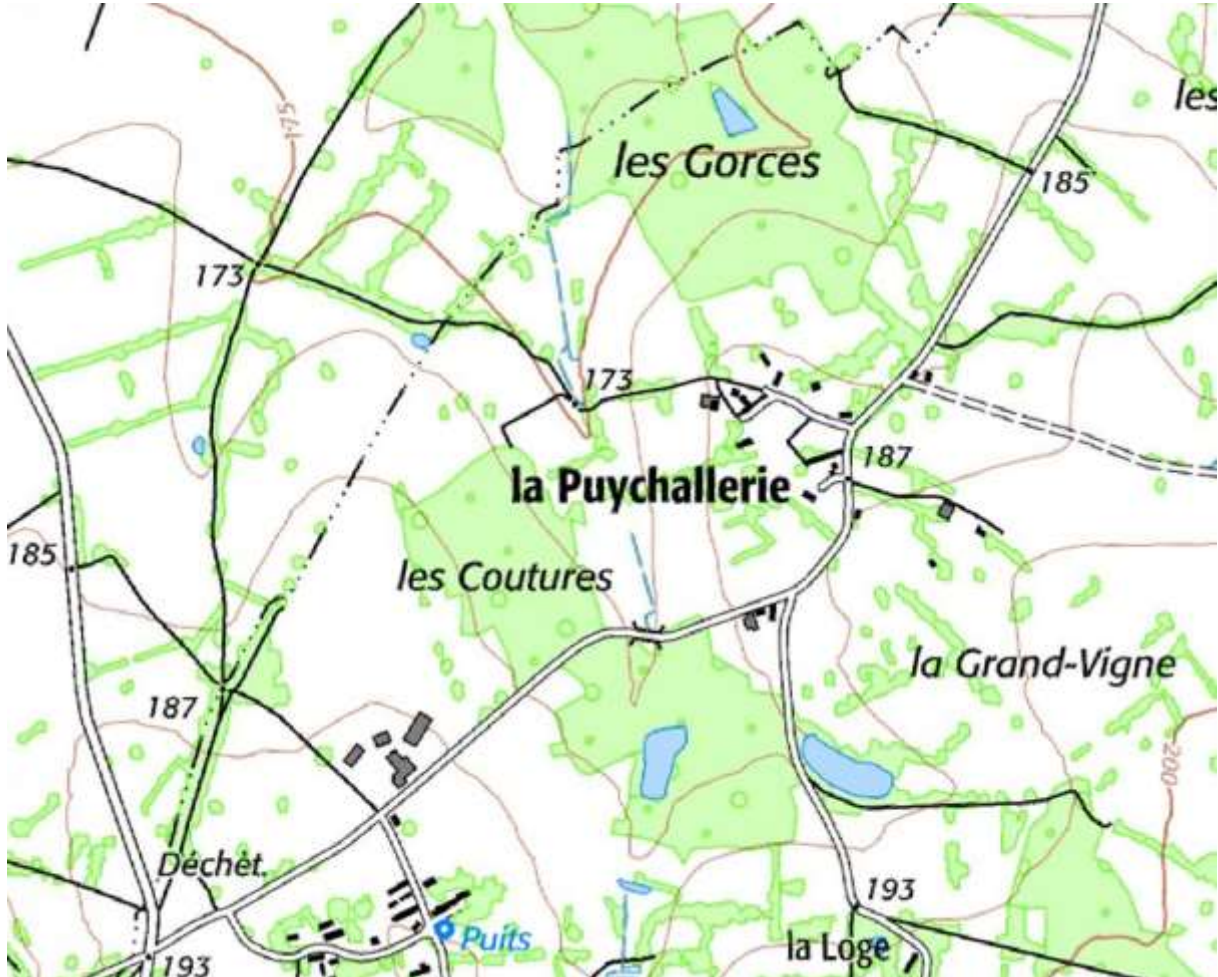 les
175
les Gorces
185
173
173
187
la Puychallerie
185
les Coutures
la Grand-Vigne
187
200
Déchèt.
193
Puits
la Loge
193